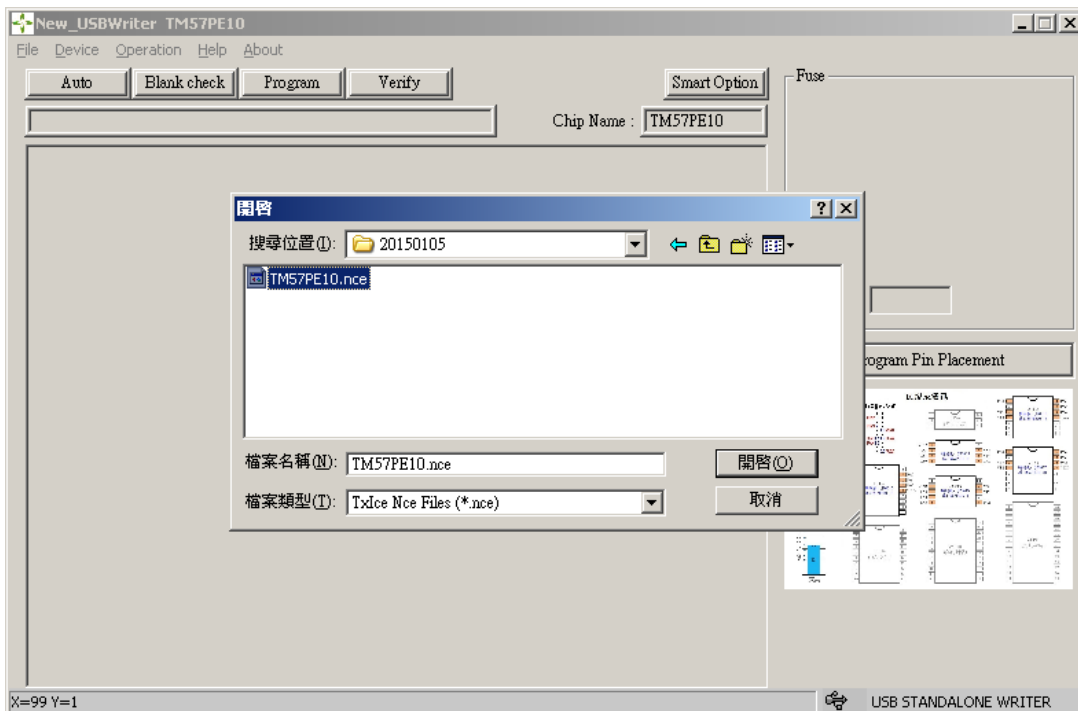 New_USBWriter TM57PE10
File Device Operation Help About
Auto Blank check Program Verify Smart Option
Fuse
Chip Name : TM57PE10
開啓
搜尋位置(I): 20150105
TM57PE10.nce
檔案名稱(N): TM57PE10.nce 開啓(O)
檔案類型(T): TxIce Nce Files (*.nce) 取消
rogram Pin Placement
X=99 Y=1 USB STANDALONE WRITER